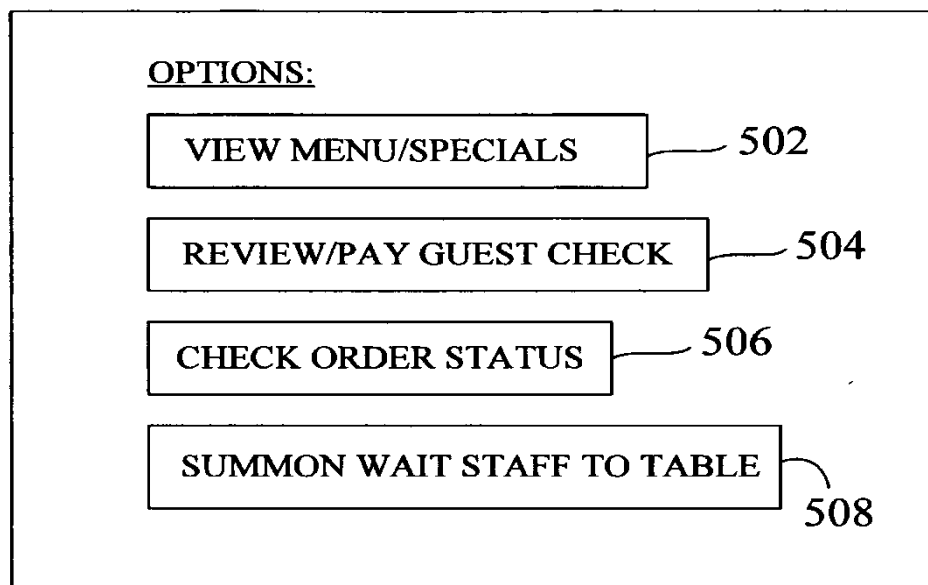 OPTIONS:
VIEW MENU/SPECIALS
502
REVIEW/PAY GUEST CHECK
504
CHECK ORDER STATUS
506
SUMMON WAIT STAFF TO TABLE
508